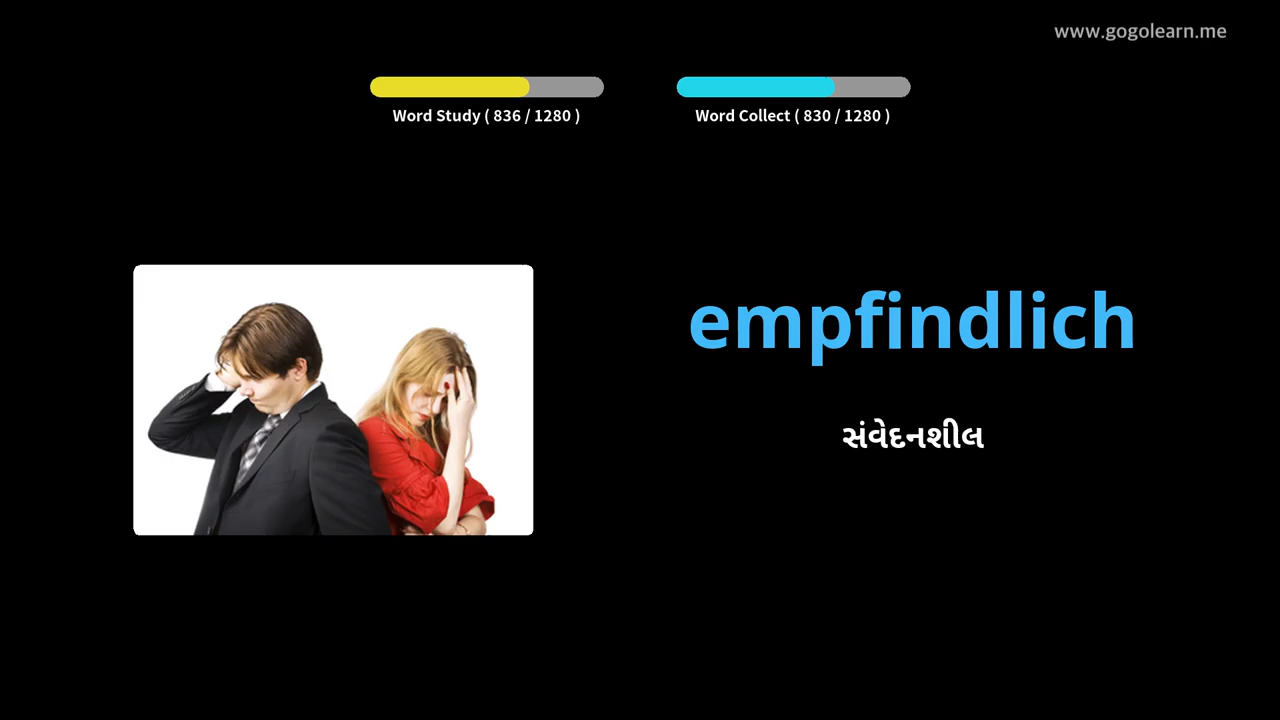 www.gogolearn.me
Word Study ( 836 / 1280 )
Word Collect ( 830 / 1280 )
empfindlich
સંવેદનશીલ